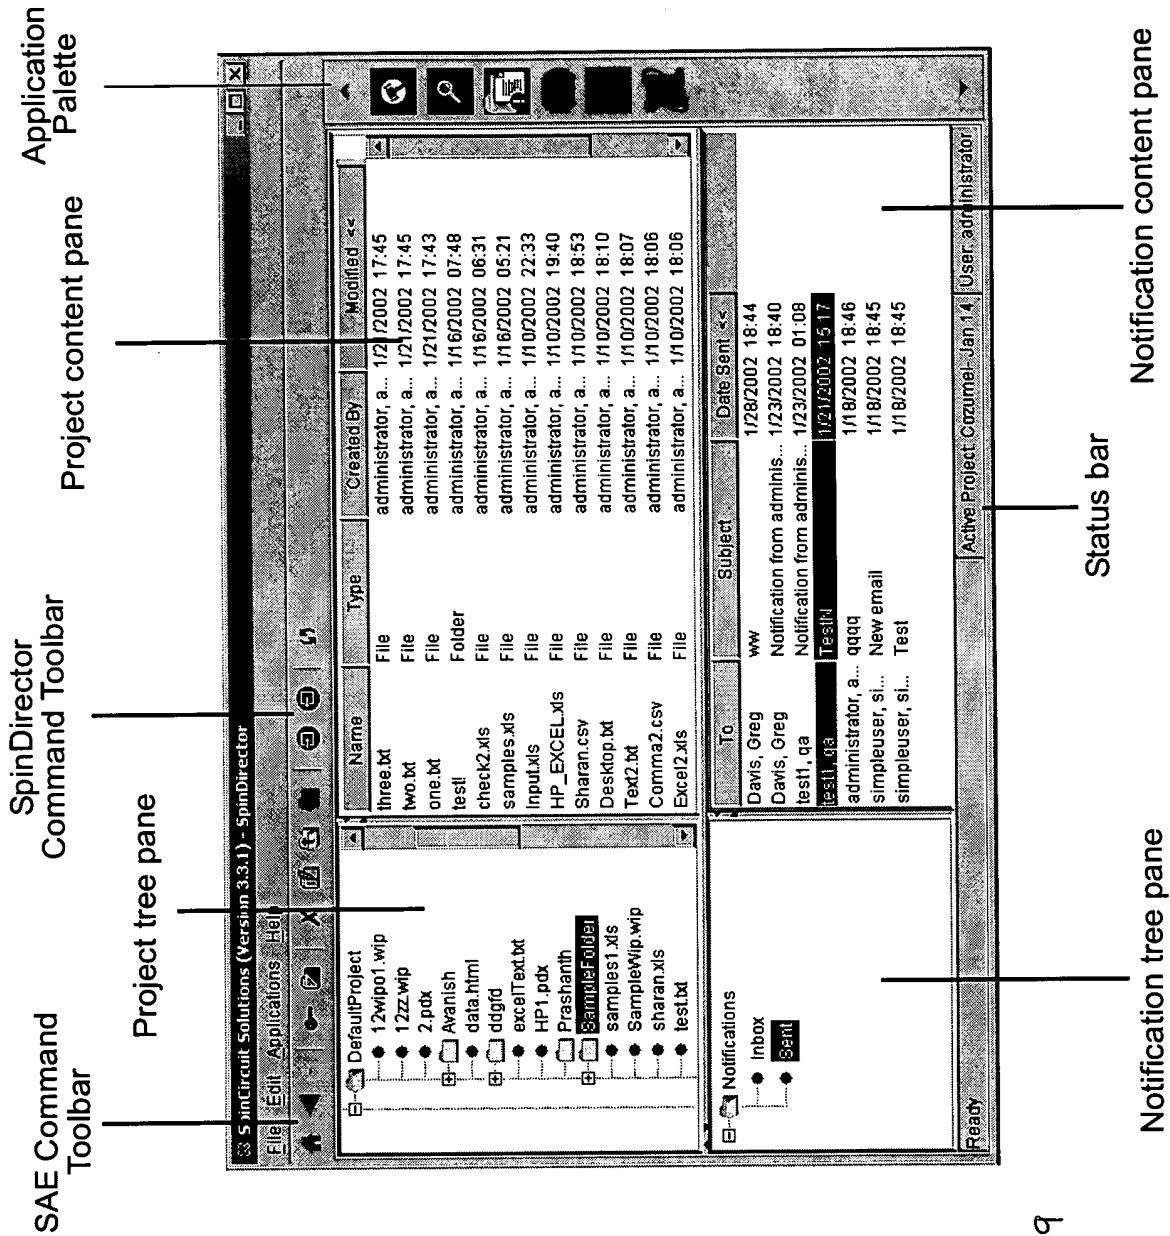 SAE Command
Toolbar
Project tree pane
SpinDirector
Command Toolbar
Project content pane
Application
Palette
SpinCircuit Solutions (Version 3.3.1) - SpinDirector
File Edit Applications Help
DefaultProject
12wipo1.wip
12zz.wip
2.pdx
Avanish
data.html
ddgfd
excelText.txt
HP1.pdx
Prashanth
SampleFolder
samples1.xls
SampleWip.wip
sharan.xls
test.txt
Name Type Created By Modified <<
three.txt File administrator, a... 1/21/2002 17:45
two.txt File administrator, a... 1/21/2002 17:45
one.txt File administrator, a... 1/21/2002 17:43
test! Folder administrator, a... 1/16/2002 07:48
check2.xls File administrator, a... 1/16/2002 06:31
samples.xls File administrator, a... 1/16/2002 05:21
Input.xls File administrator, a... 1/10/2002 22:33
HP_EXCEL.xls File administrator, a... 1/10/2002 19:40
Sharan.csv File administrator, a... 1/10/2002 18:53
Desktop.txt File administrator, a... 1/10/2002 18:10
Text2.txt File administrator, a... 1/10/2002 18:07
Comma2.csv File administrator, a... 1/10/2002 18:06
Excel2.xls File administrator, a... 1/10/2002 18:06
Notifications
Inbox
Sent
To Subject Date Sent <<
Davis, Greg ww 1/28/2002 18:44
Davis, Greg Notification from adminis... 1/23/2002 18:40
test1, qa Notification from adminis... 1/23/2002 01:08
test1, qa 1/21/2002 15:17
administrator, a... qqqq 1/18/2002 18:46
simpleuser, si... New email 1/18/2002 18:45
simpleuser, si... Test 1/18/2002 18:45
Ready Active Project: Cozumel- Jan 14 User: administrator
Notification tree pane
Status bar
Notification content pane
9